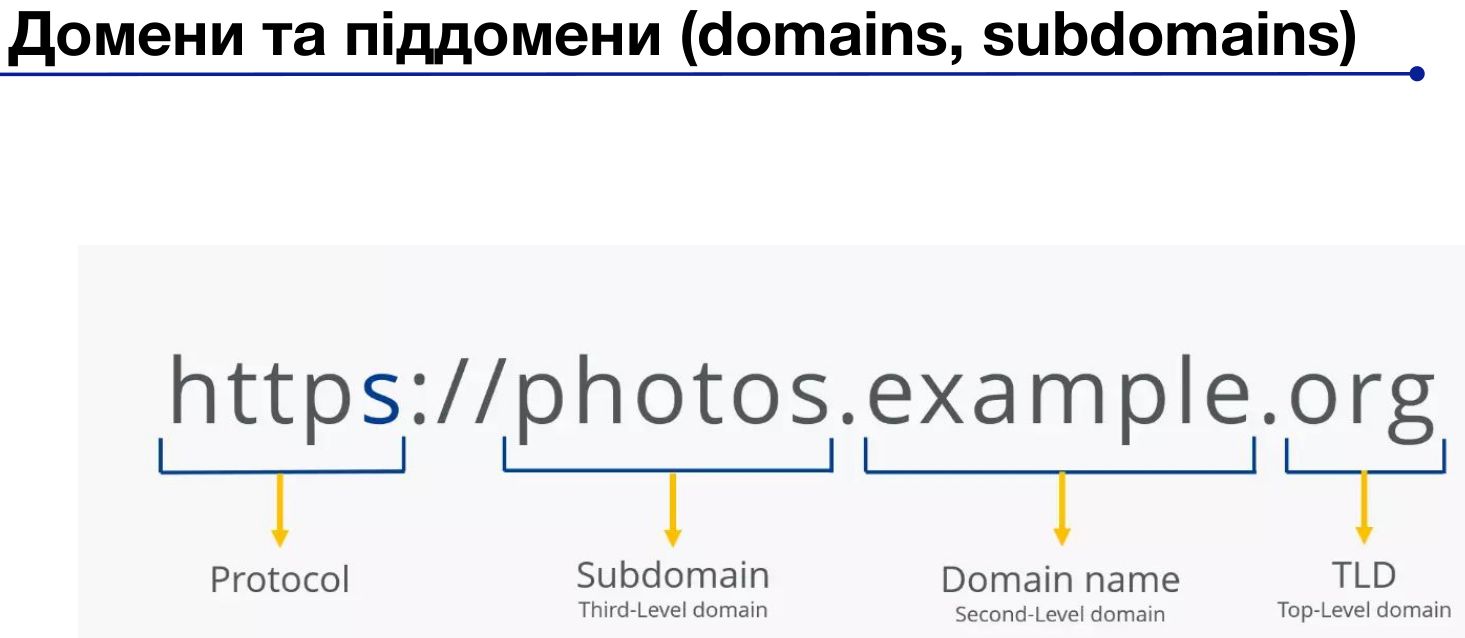 Домени та піддомени (domains, subdomains)
https://photos.example.org
Protocol
Subdomain
Third-Level domain
Domain name
Second-Level domain
TLD
Top-Level domain